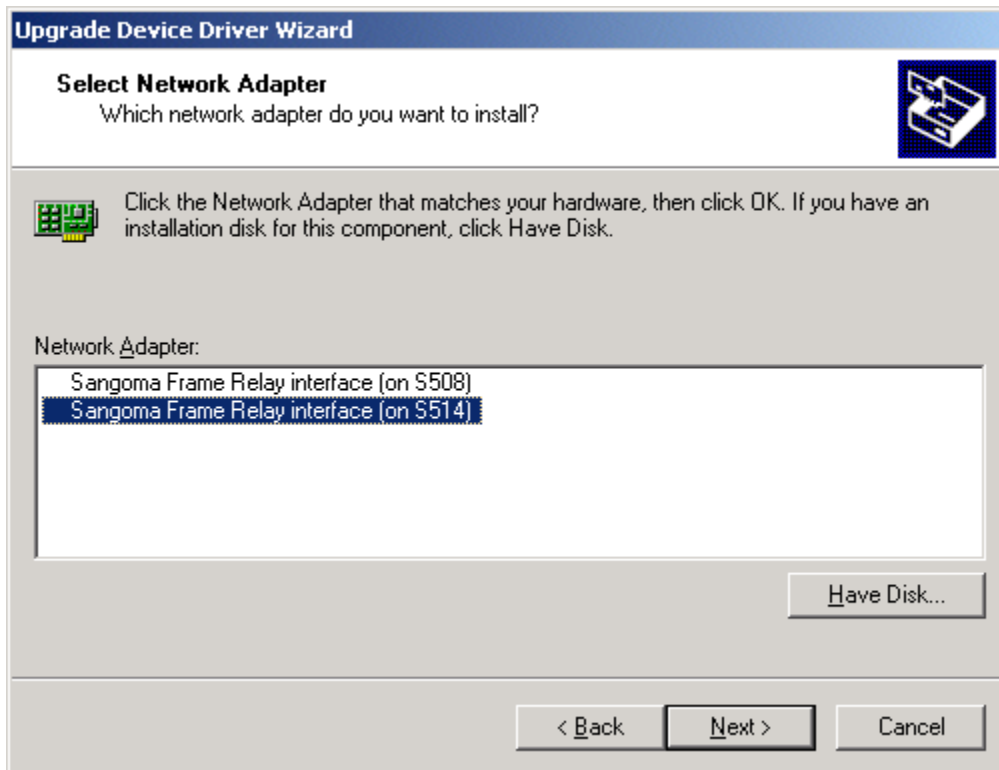 Upgrade Device Driver Wizard
Select Network Adapter
Which network adapter do you want to install?
Click the Network Adapter that matches your hardware, then click OK. If you have an
installation disk for this component, click Have Disk.
Network Adapter:
Sangoma Frame Relay interface (on S508)
Sangoma Frame Relay interface (on S514)
Have Disk...
< Back
Next >
Cancel